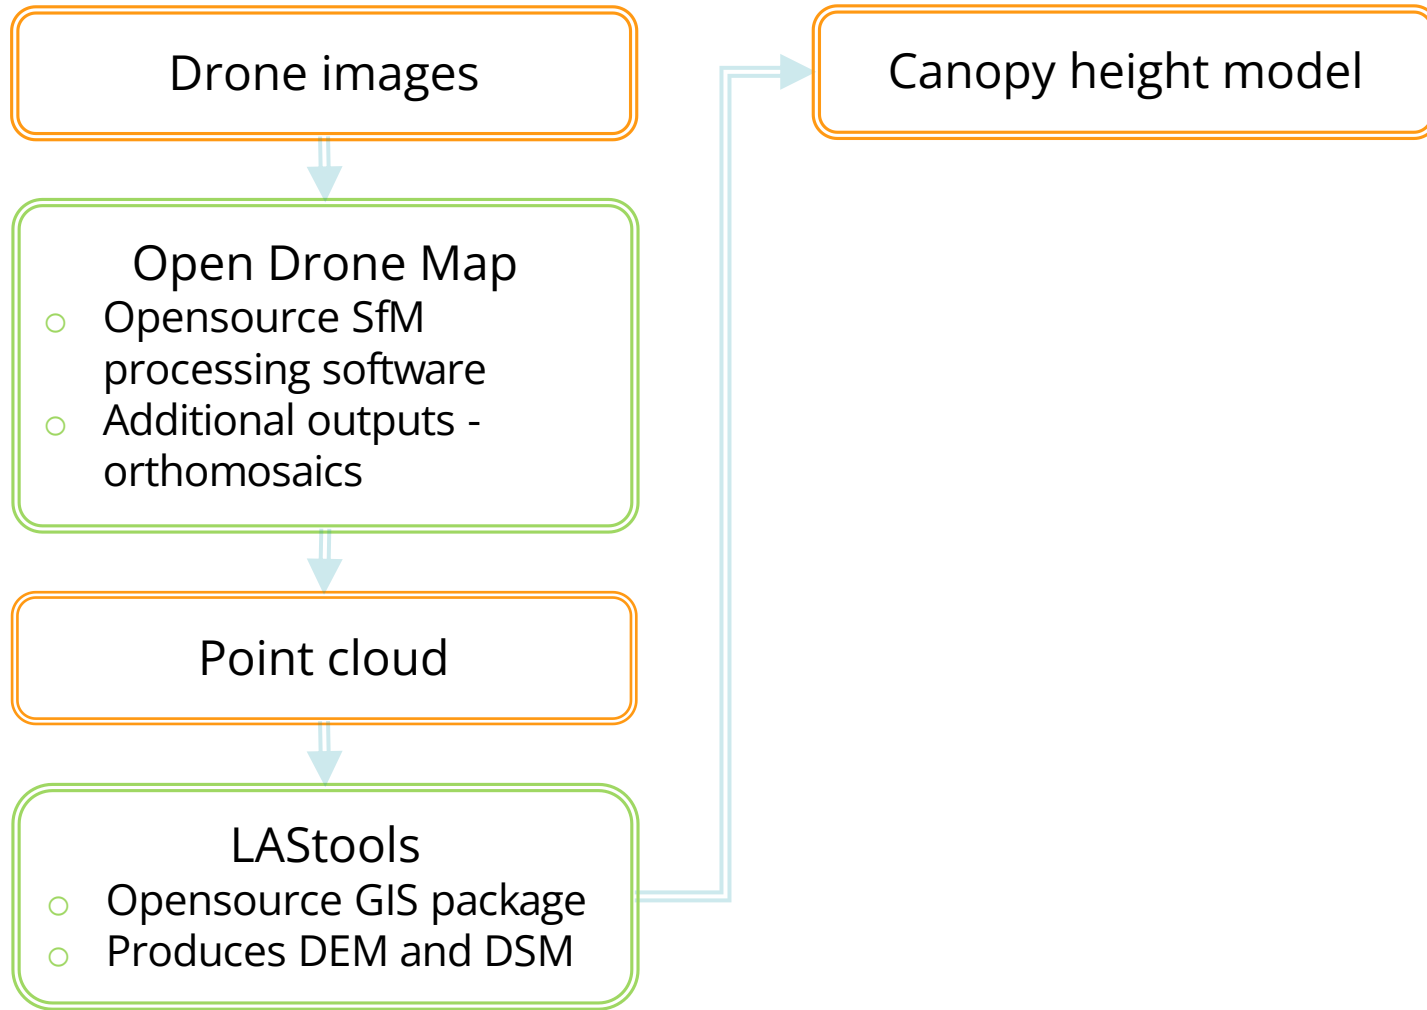 Drone images
Open Drone Map
○ Opensource SfM
processing software
○ Additional outputs -
orthomosaics
Point cloud
LAStools
○ Opensource GIS package
○ Produces DEM and DSM
Canopy height model